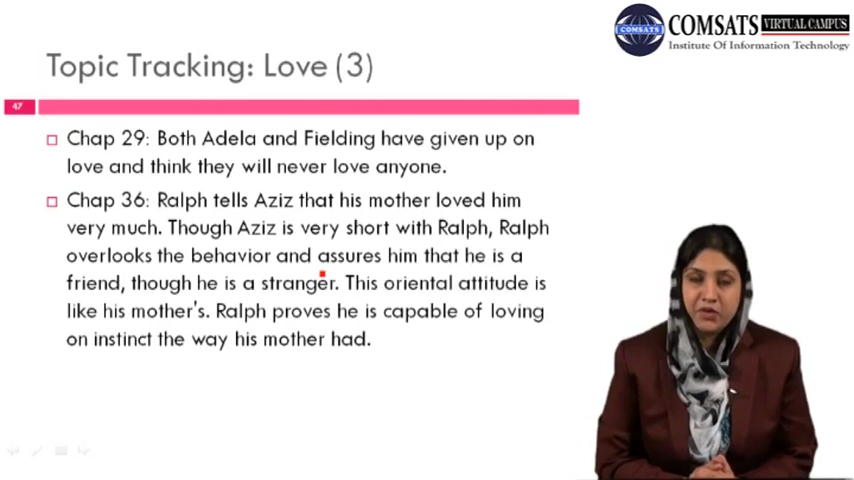 COMSATS VIRTUAL CAMPUS
COMSATS
Institute Of Information Technology
Topic Tracking: Love (3)
47
Chap 29: Both Adela and Fielding have given up on
love and think they will never love anyone.
Chap 36: Ralph tells Aziz that his mother loved him
very much. Though Aziz is very short with Ralph, Ralph
overlooks the behavior and assures him that he is a
friend, though he is a stranger. This oriental attitude is
like his mother's. Ralph proves he is capable of loving
on instinct the way his mother had.